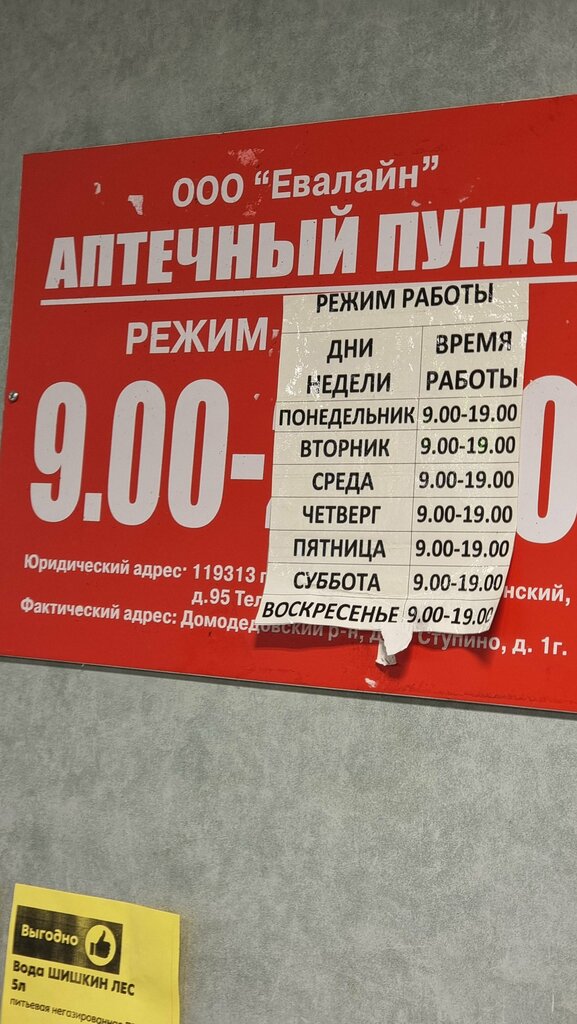 ООО “Евалайн”
АПТЕЧНЫЙ ПУНКТ
РЕЖИМ
9.00-
0
РЕЖИМ РАБОТЫ
ДНИ НЕДЕЛИ
ВРЕМЯ РАБОТЫ
ПОНЕДЕЛЬНИК 9.00-19.00
ВТОРНИК 9.00-19.00
СРЕДА 9.00-19.00
ЧЕТВЕРГ 9.00-19.00
ПЯТНИЦА 9.00-19.00
СУББОТА 9.00-19.00
ВОСКРЕСЕНЬЕ 9.00-19.00
Юридический адрес: 119313 г
нский,
д.95 Тел
Фактический адрес: Домодедовский р-н, д. Ступино, д. 1г.
Выгодно
Вода ШИШКИН ЛЕС
5л
питьевая негазированная